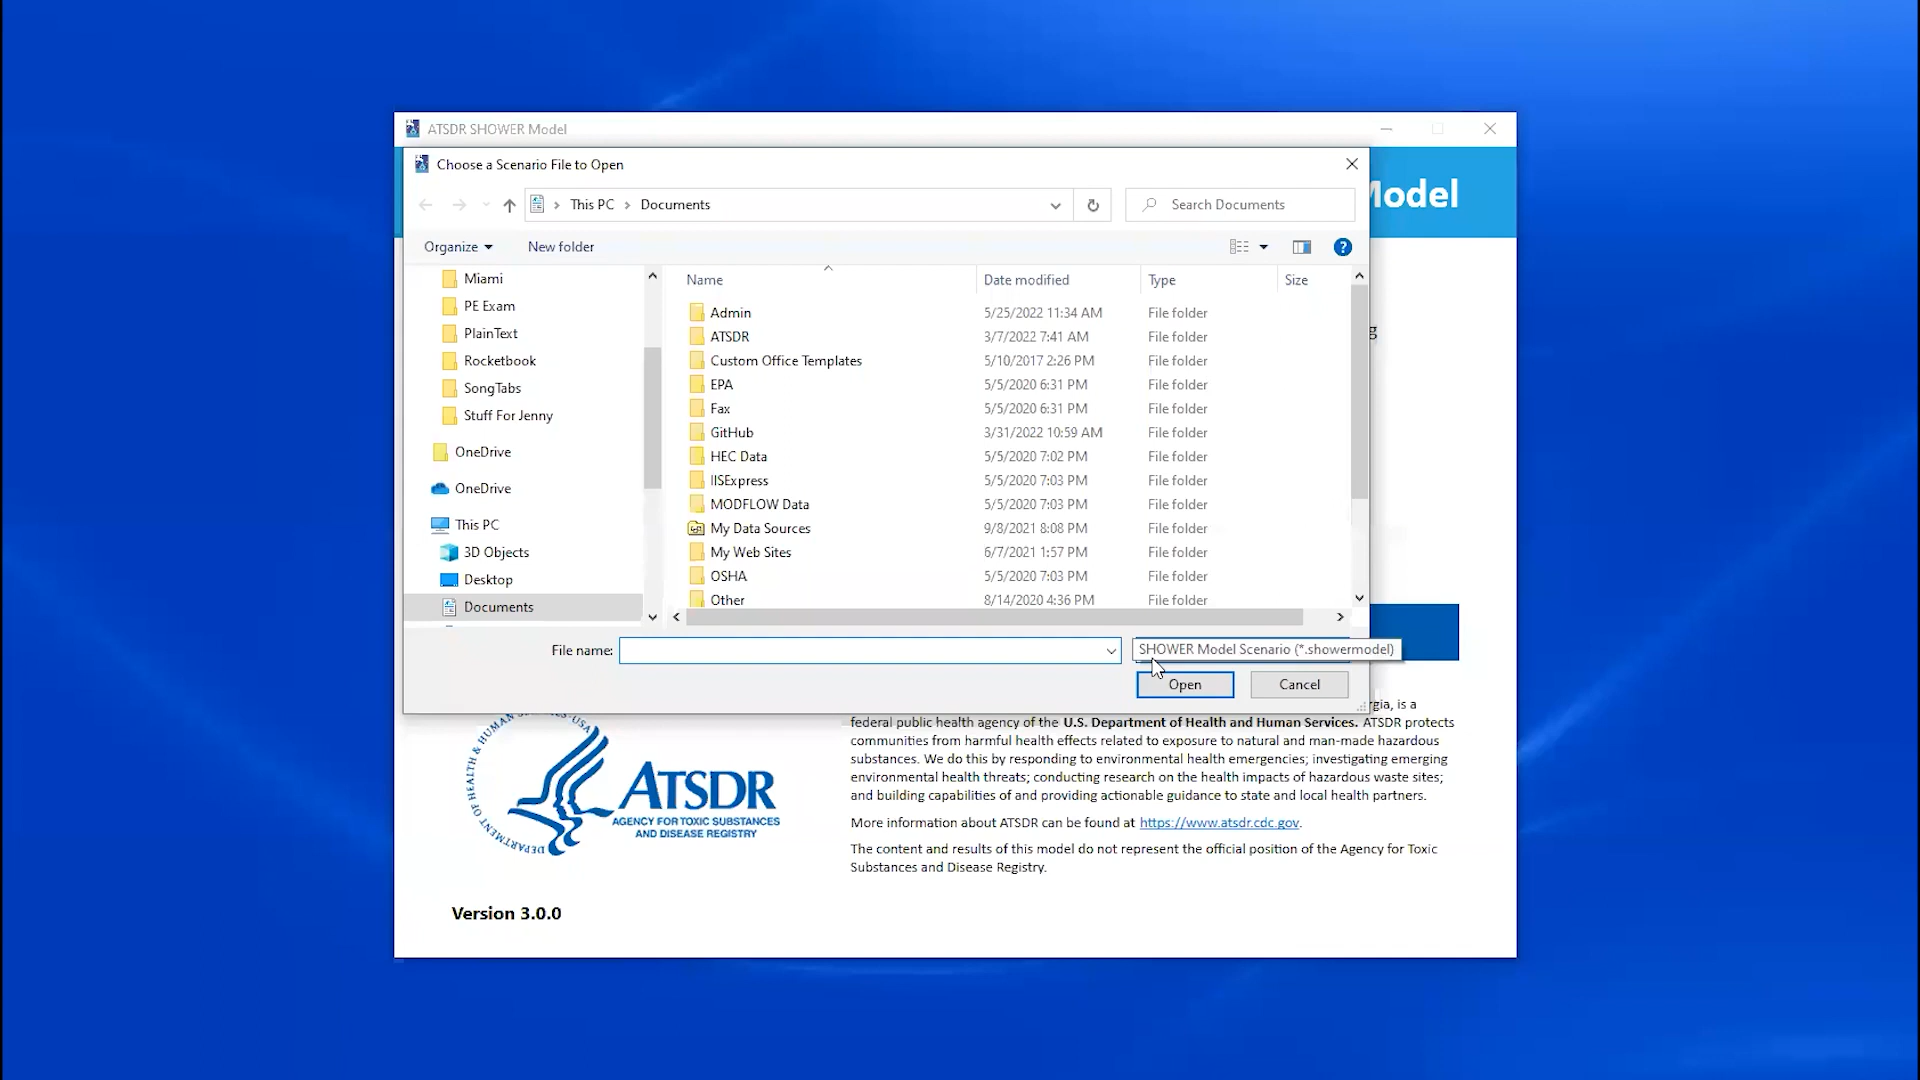 ATSDR SHOWER Model
Choose a Scenario File to Open
Model
This PC > Documents
Search Documents
Organize
New folder
Name
Date modified
Type
Size
Miami
PE Exam
PlainText
Rocketbook
SongTabs
Stuff For Jenny
OneDrive
OneDrive
This PC
3D Objects
Desktop
Documents
Admin 5/25/2022 11:34 AM File folder
ATSDR 3/7/2022 7:41 AM File folder
Custom Office Templates 5/10/2017 2:26 PM File folder
EPA 5/5/2020 6:31 PM File folder
Fax 5/5/2020 6:31 PM File folder
GitHub 3/31/2022 10:59 AM File folder
HEC Data 5/5/2020 7:02 PM File folder
IISExpress 5/5/2020 7:03 PM File folder
MODFLOW Data 5/5/2020 7:03 PM File folder
My Data Sources 9/8/2021 8:08 PM File folder
My Web Sites 6/7/2021 1:57 PM File folder
OSHA 5/5/2020 7:03 PM File folder
Other 8/14/2020 4:36 PM File folder
g
File name:
SHOWER Model Scenario (*.showermodel)
Open
Cancel
DEPARTMENT OF HEALTH & HUMAN SERVICES-USA
ATSDR
AGENCY FOR TOXIC SUBSTANCES
AND DISEASE REGISTRY
rgia, is a
federal public health agency of the U.S. Department of Health and Human Services. ATSDR protects
communities from harmful health effects related to exposure to natural and man-made hazardous
substances. We do this by responding to environmental health emergencies; investigating emerging
environmental health threats; conducting research on the health impacts of hazardous waste sites;
and building capabilities of and providing actionable guidance to state and local health partners.
More information about ATSDR can be found at https://www.atsdr.cdc.gov.
The content and results of this model do not represent the official position of the Agency for Toxic
Substances and Disease Registry.
Version 3.0.0